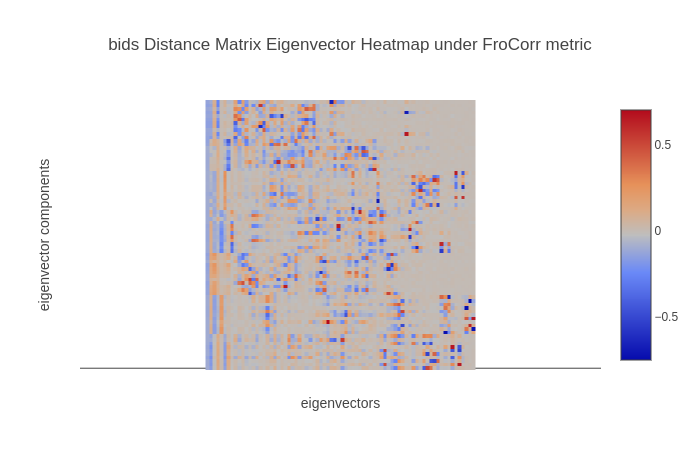 bids Distance Matrix Eigenvector Heatmap under FroCorr metric
eigenvector components
eigenvectors
0.5
0
−0.5